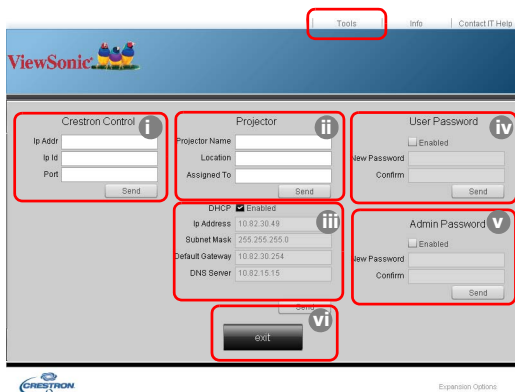 Tools
Info
Contact IT Help
ViewSonic
Crestron Control
i
Ip Addr
Ip Id
Port
Send
Projector
ii
Projector Name
Location
Assigned To
Send
DHCP Enabled
iii
Ip Address 10.82.30.49
Subnet Mask 255.255.255.0
Default Gateway 10.82.30.254
DNS Server 10.82.15.15
Send
User Password
iv
Enabled
New Password
Confirm
Send
Admin Password
v
Enabled
New Password
Confirm
Send
vi
exit
CRESTRON
Expansion Options